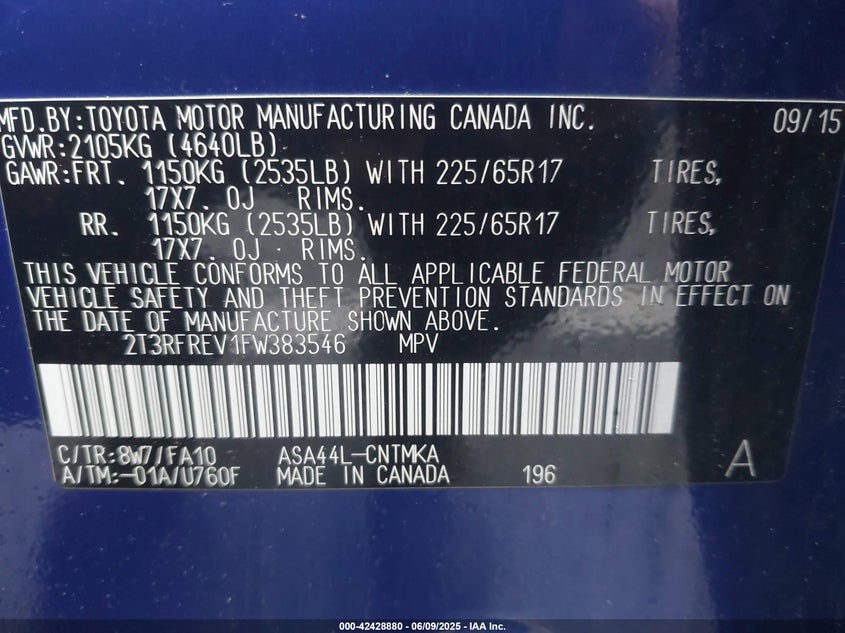 MFD.BY:TOYOTA MOTOR MANUFACTURING CANADA INC. 09/15
GVWR:2105KG (4640LB)
GAWR:FRT. 1150KG (2535LB) WITH 225/65R17 TIRES,
17X7. 0J RIMS.
RR. 1150KG (2535LB) WITH 225/65R17 TIRES,
17X7. 0J RIMS.
THIS VEHICLE CONFORMS TO ALL APPLICABLE FEDERAL MOTOR
VEHICLE SAFETY AND THEFT PREVENTION STANDARDS IN EFFECT ON
THE DATE OF MANUFACTURE SHOWN ABOVE.
2T3RFREV1FW383546 MPV
C/TR:8W7/FA10 ASA44L-CNTMKA
A/TM:-01A/U760F MADE IN CANADA 196 A
000-42428880 - 06/09/2025 - IAA Inc.